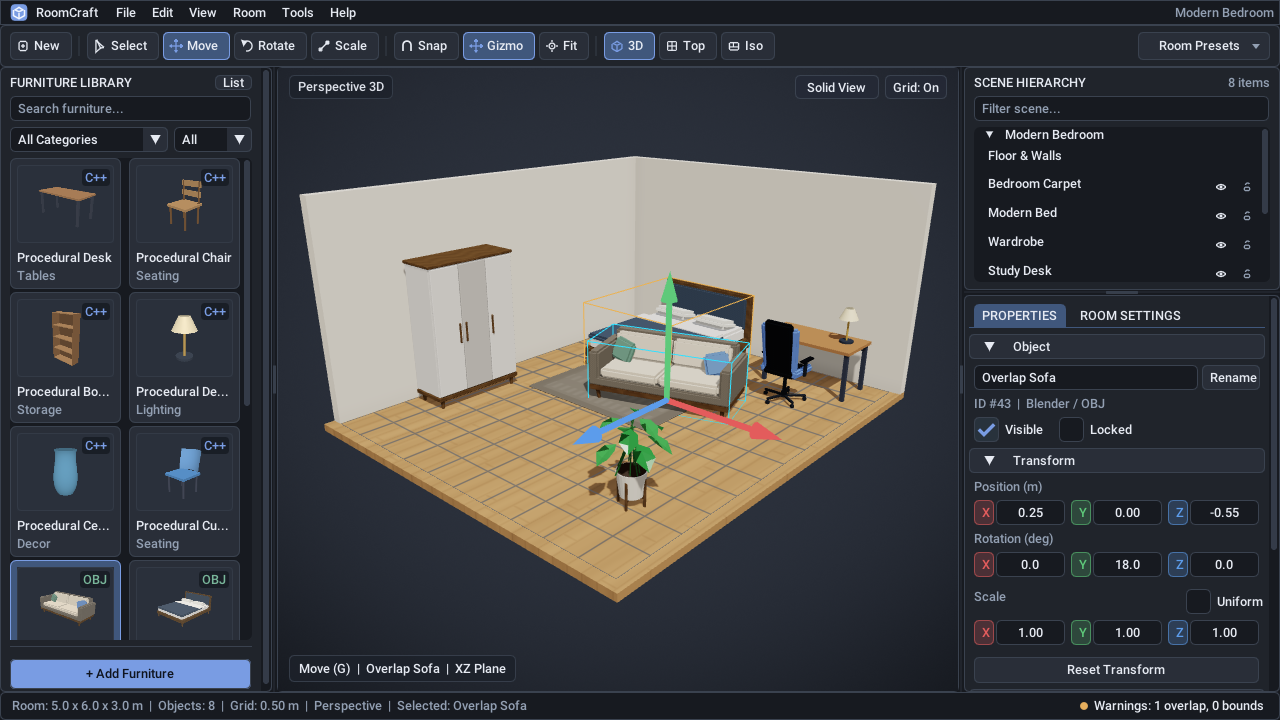 RoomCraft File Edit View Room Tools Help Modern Bedroom
New Select Move Rotate Scale Snap Gizmo Fit 3D Top Iso Room Presets
FURNITURE LIBRARY List
Search furniture...
All Categories All
C++ C++
Procedural Desk Procedural Chair
Tables Seating
C++ C++
Procedural Bo... Procedural De...
Storage Lighting
C++ C++
Procedural Ce... Procedural Cu...
Decor Seating
OBJ OBJ
+ Add Furniture
Perspective 3D Solid View Grid: On
Move (G) | Overlap Sofa | XZ Plane
SCENE HIERARCHY 8 items
Filter scene...
Modern Bedroom
Floor & Walls
Bedroom Carpet
Modern Bed
Wardrobe
Study Desk
PROPERTIES ROOM SETTINGS
Object
Overlap Sofa Rename
ID #43 | Blender / OBJ
Visible Locked
Transform
Position (m)
X 0.25 Y 0.00 Z -0.55
Rotation (deg)
X 0.0 Y 18.0 Z 0.0
Scale Uniform
X 1.00 Y 1.00 Z 1.00
Reset Transform
Room: 5.0 x 6.0 x 3.0 m | Objects: 8 | Grid: 0.50 m | Perspective | Selected: Overlap Sofa Warnings: 1 overlap, 0 bounds